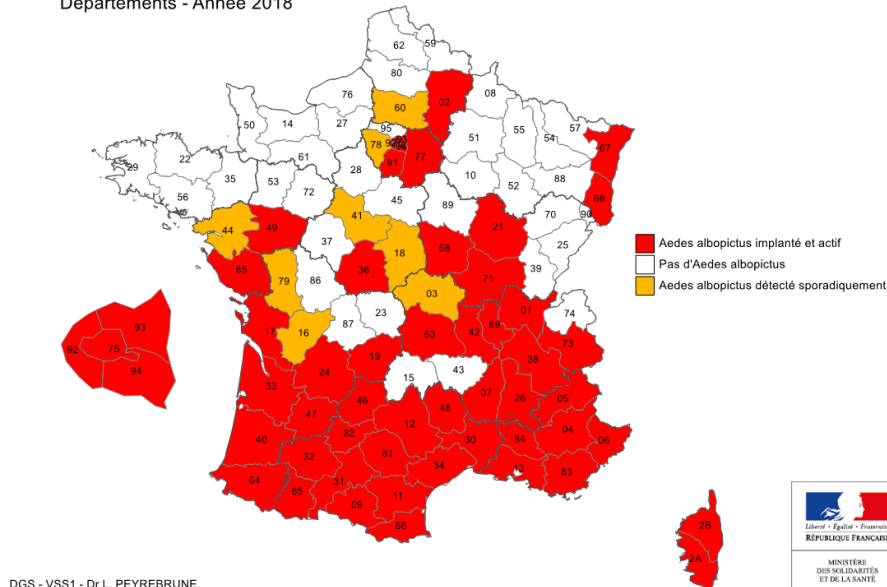 Départements - Année 2018
62 59
80
76 60 02 08
50 14 27 95 51 55 54 57 67
78 93
77
91
22 61 28 10 52 88 68
29 35 53 72 45 89 70 90
56
44 49 41 21 25
37 18 58 39
85 79 86 36 71
03 01 74
17 16 87 23 63 42 69 73
19 38
24 15 43
33 46 48 07 26 05
47 12
40 82 30 84 04 06
32 81 34 13 83
64 65 31 09 11
66
93
92 75
94
2B
2A
Aedes albopictus implanté et actif
Pas d'Aedes albopictus
Aedes albopictus détecté sporadiquement
Liberté • Égalité • Fraternité
RÉPUBLIQUE FRANÇAISE
MINISTÈRE
DES SOLIDARITÉS
ET DE LA SANTÉ
DGS - VSS1 - Dr L. PEYREBRUNE